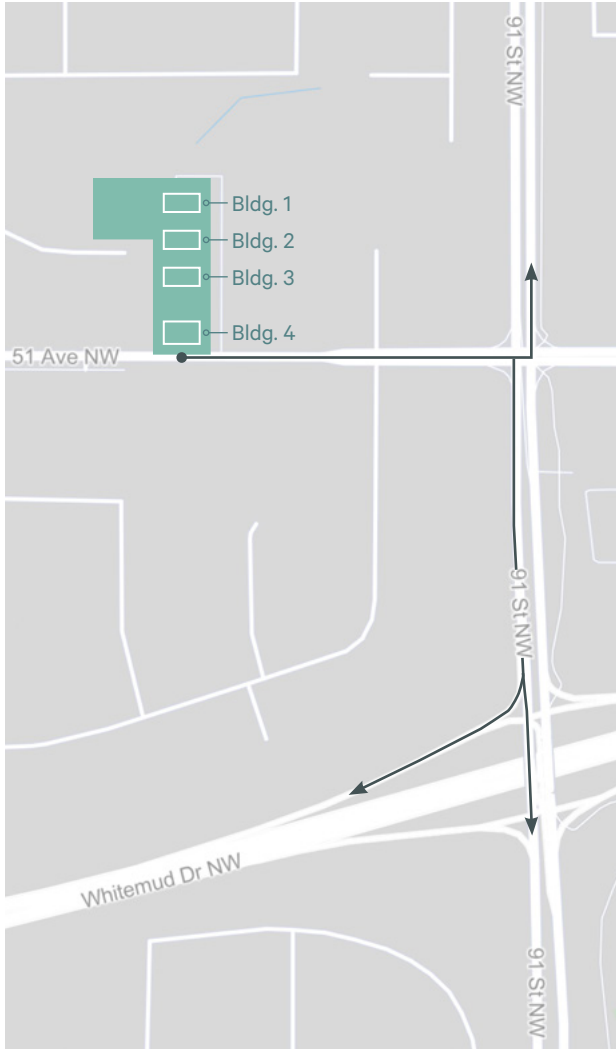 91 St NW
Bldg. 1
Bldg. 2
Bldg. 3
Bldg. 4
51 Ave NW
91 St NW
Whitemud Dr NW
91 St NW